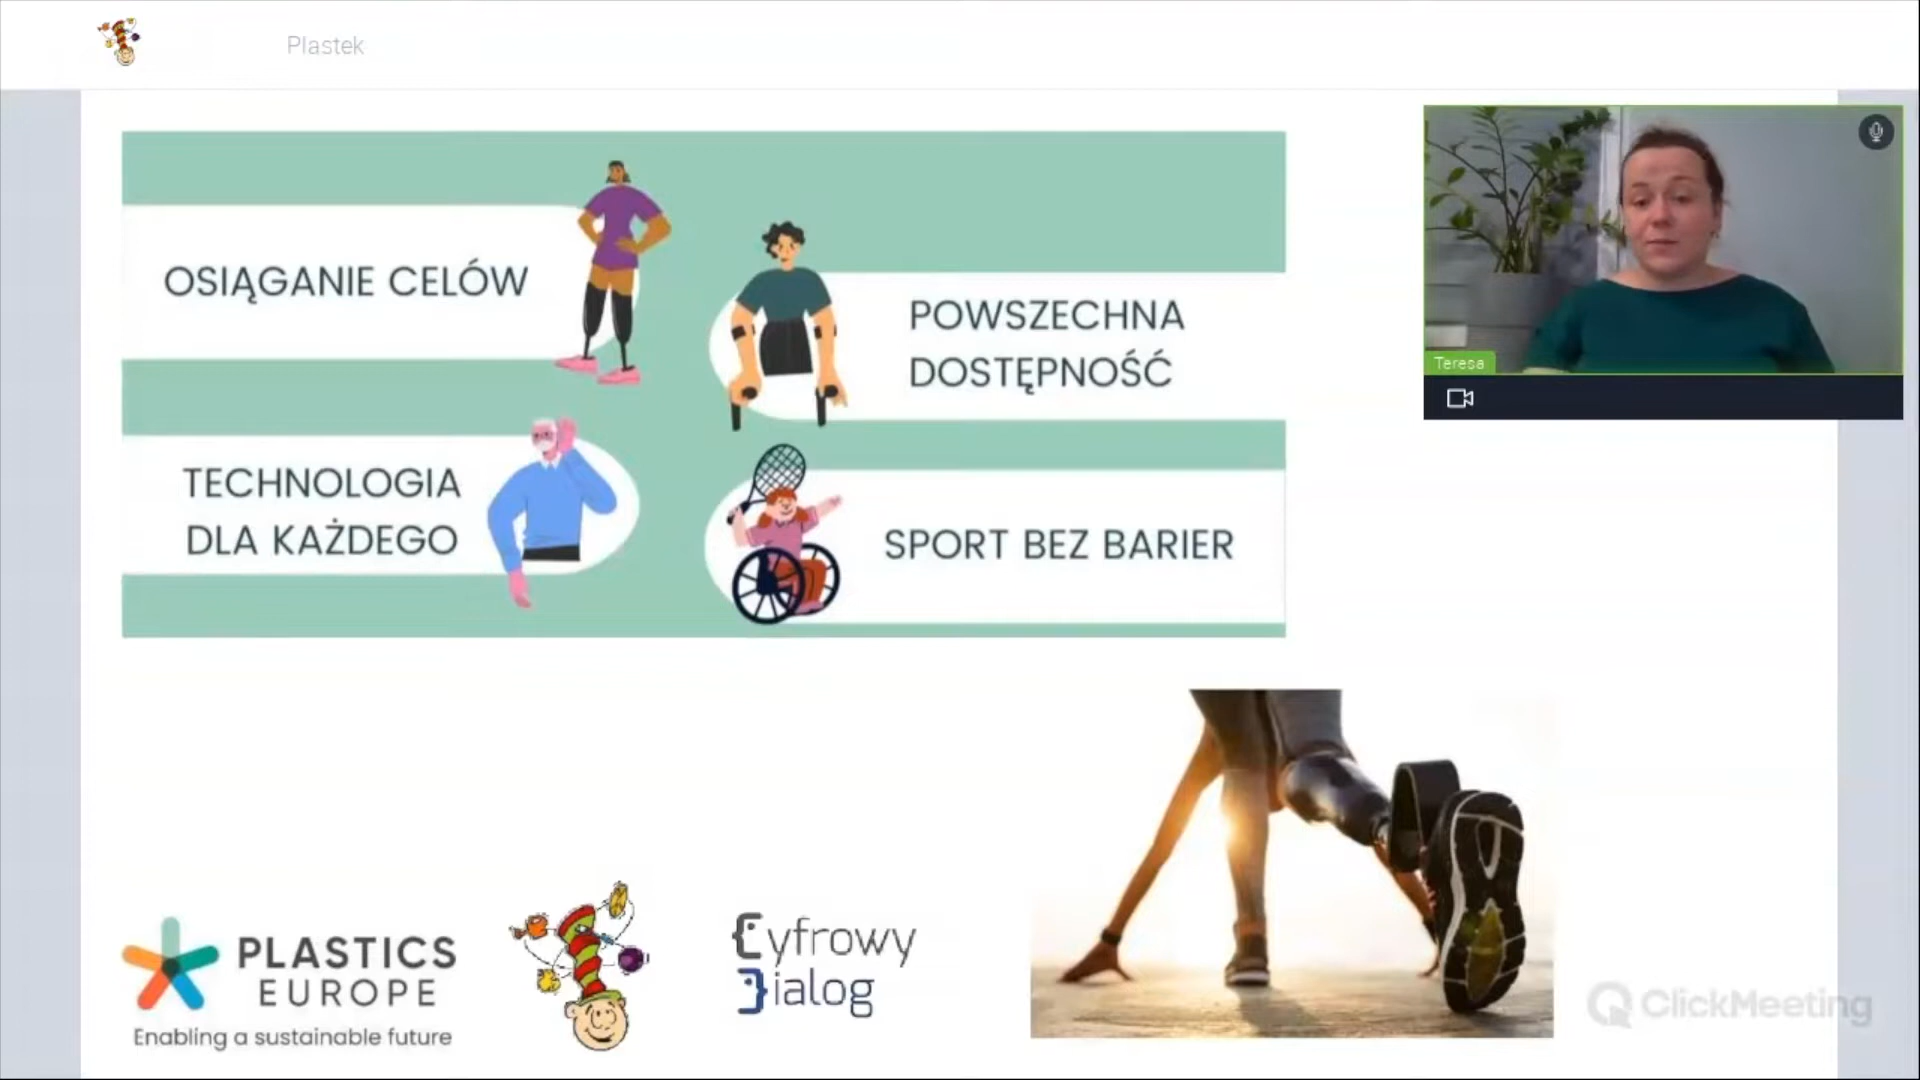 Plastek
OSIĄGANIE CELÓW
POWSZECHNA
DOSTĘPNOŚĆ
TECHNOLOGIA
DLA KAŻDEGO
SPORT BEZ BARIER
Teresa
PLASTICS
EUROPE
Enabling a sustainable future
Cyfrowy
Dialog
ClickMeeting